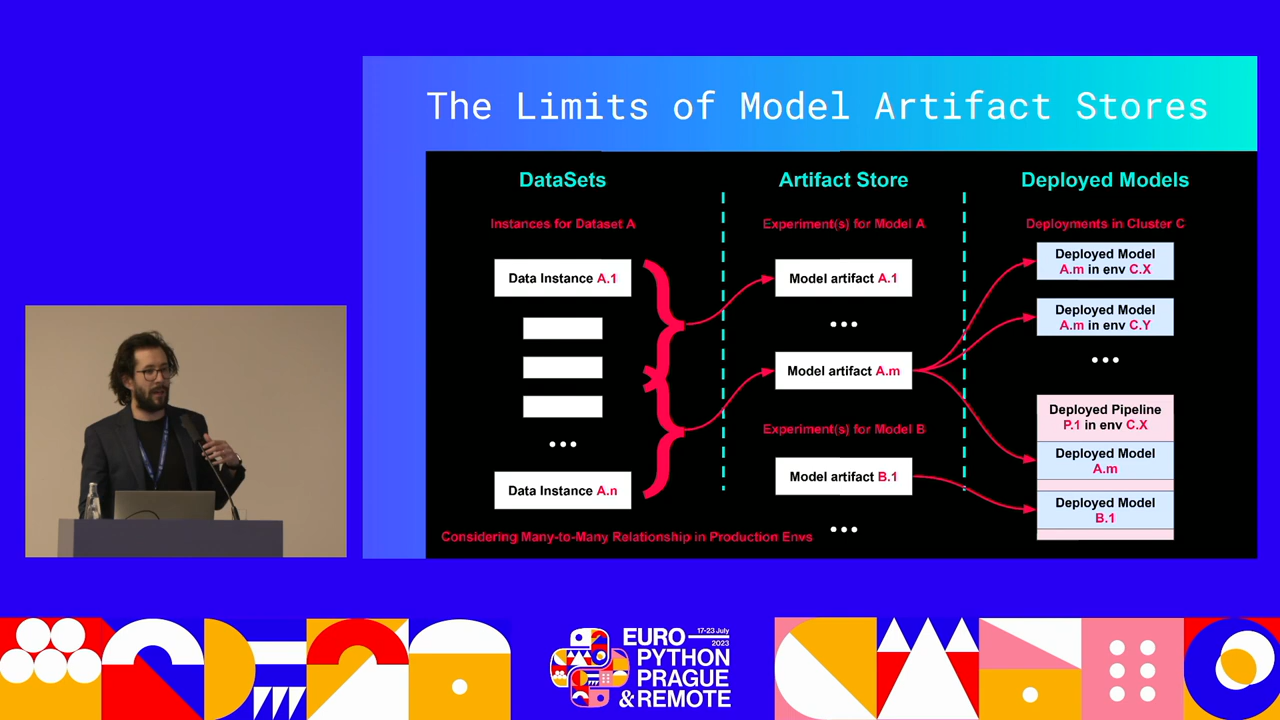 The Limits of Model Artifact Stores
DataSets
Instances for Dataset A
Data Instance A.1
...
Data Instance A.n
Considering Many-to-Many Relationship in Production Envs
Artifact Store
Experiment(s) for Model A
Model artifact A.1
...
Model artifact A.m
Experiment(s) for Model B
Model artifact B.1
...
Deployed Models
Deployments in Cluster C
Deployed Model
A.m in env C.X
Deployed Model
A.m in env C.Y
...
Deployed Pipeline
P.1 in env C.X
Deployed Model
A.m
Deployed Model
B.1
EURO
17-23 July
2023
PYTHON
PRAGUE
& REMOTE